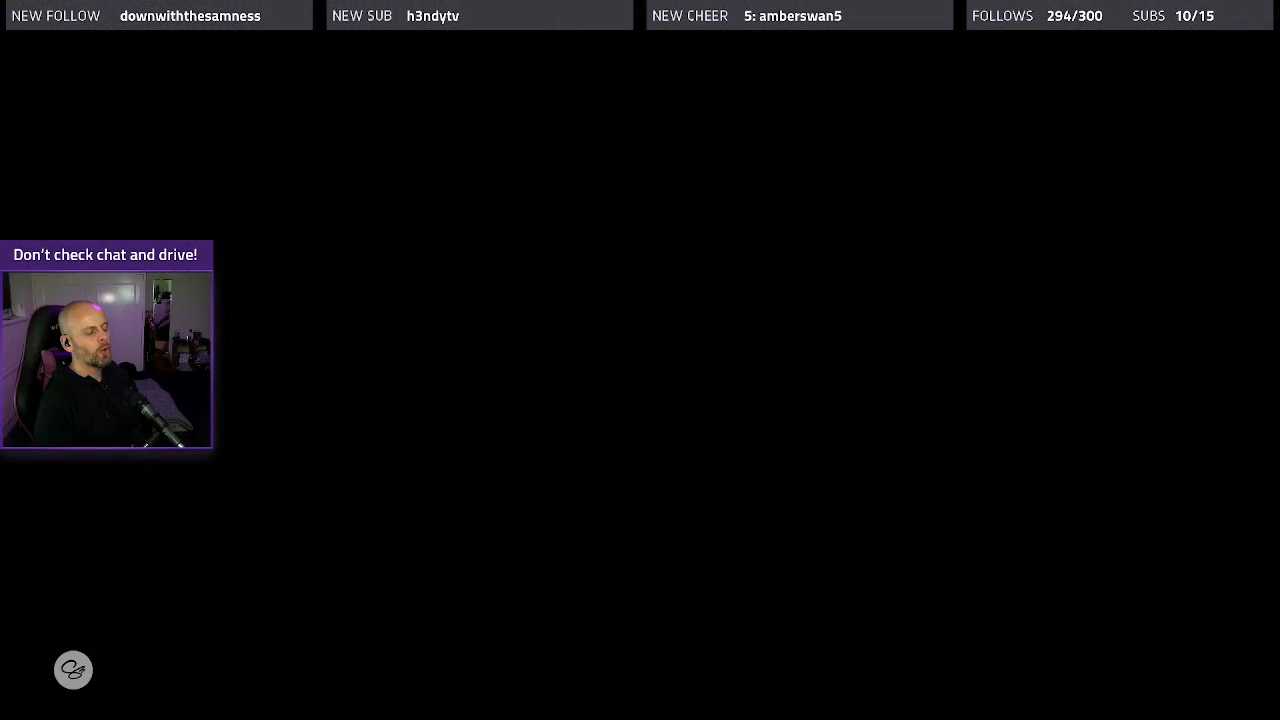 NEW FOLLOW downwiththesamness NEW SUB h3ndytv NEW CHEER 5: amberswan5 FOLLOWS 294/300 SUBS 10/15
Don't check chat and drive!